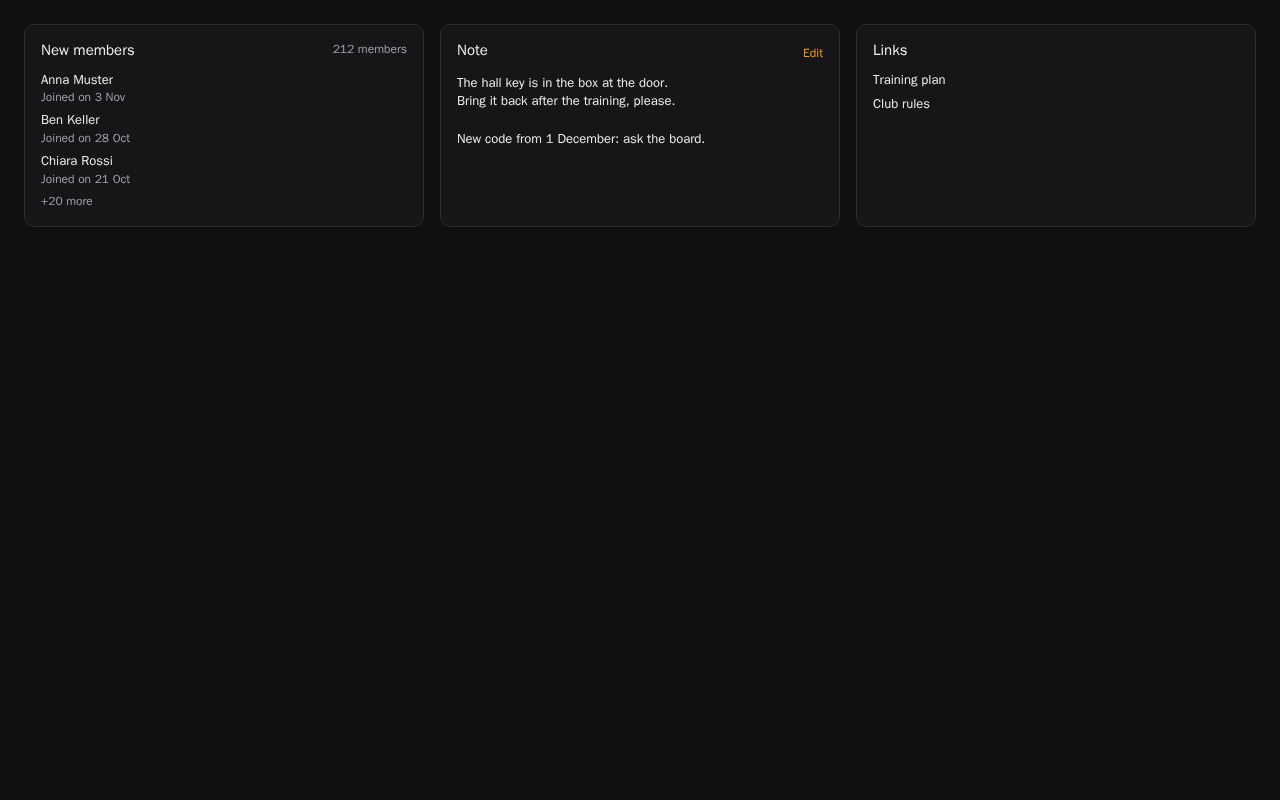 New members
212 members
Anna Muster
Joined on 3 Nov
Ben Keller
Joined on 28 Oct
Chiara Rossi
Joined on 21 Oct
+20 more
Note
Edit
The hall key is in the box at the door.
Bring it back after the training, please.
New code from 1 December: ask the board.
Links
Training plan
Club rules